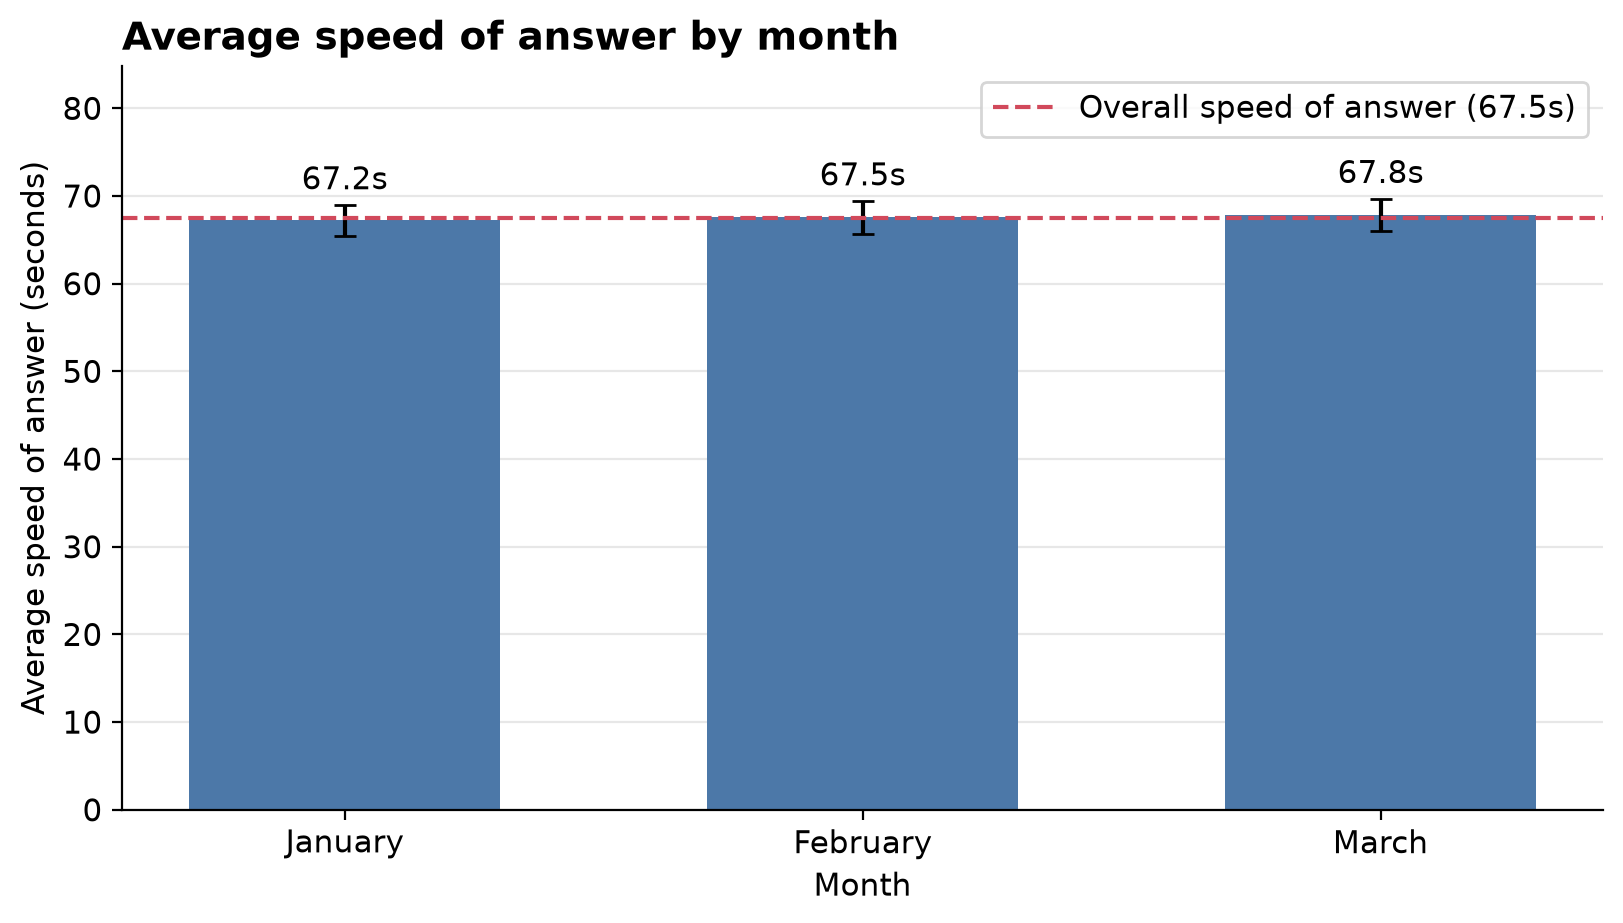 Average speed of answer by month
Overall speed of answer (67.5s)
Average speed of answer (seconds)
80
70
60
50
40
30
20
10
0
67.2s
67.5s
67.8s
January
February
March
Month